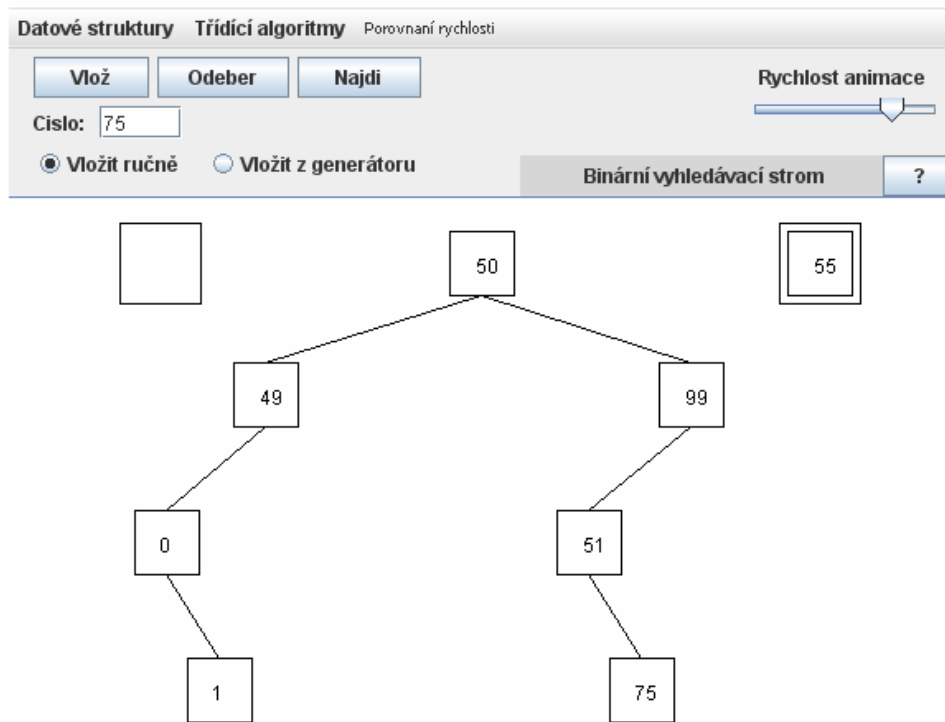 Datové struktury Třídící algoritmy Porovnaní rychlosti
Vlož Odeber Najdi
Rychlost animace
Cislo: 75
Vložit ručně Vložit z generátoru
Binární vyhledávací strom ?
50 55
49 99
0 51
1 75